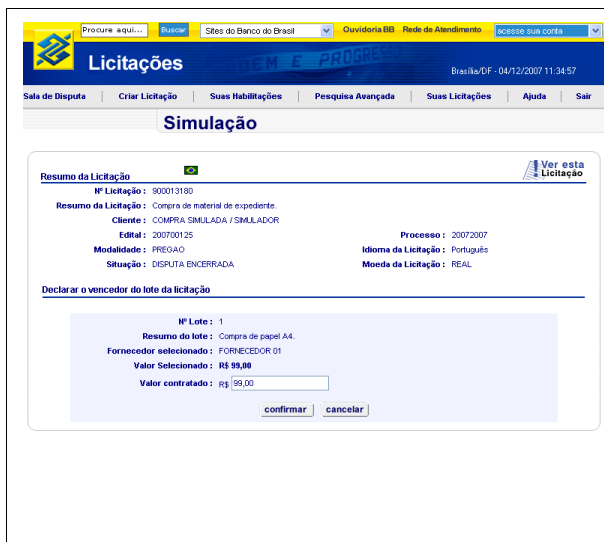 Procure aqui... Buscar Sites do Banco do Brasil Ouvidoria BB Rede de Atendimento acesse sua conta
Licitações
ORDEM E PROGRESSO
Brasília/DF - 04/12/2007 11:34:57
Sala de Disputa | Criar Licitação | Suas Habilitações | Pesquisa Avançada | Suas Licitações | Ajuda | Sair
Simulação
Resumo da Licitação
Ver esta
Licitação
Nº Licitação : 900013180
Resumo da Licitação : Compra de material de expediente.
Cliente : COMPRA SIMULADA / SIMULADOR
Edital : 200700125 Processo : 20072007
Modalidade : PREGAO Idioma da Licitação : Português
Situação : DISPUTA ENCERRADA Moeda da Licitação : REAL
Declarar o vencedor do lote da licitação
Nº Lote : 1
Resumo do lote : Compra de papel A4.
Fornecedor selecionado : FORNECEDOR 01
Valor Selecionado : R$ 99,00
Valor contratado : R$ 99,00
confirmar cancelar